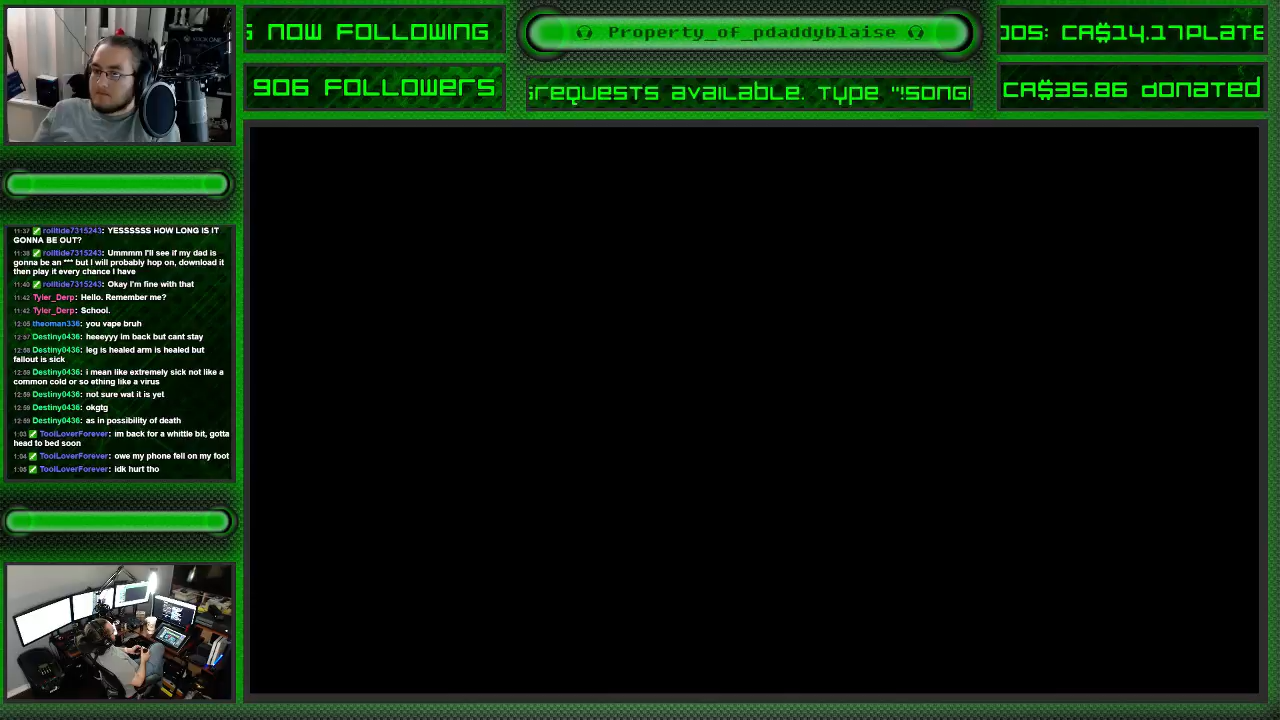 S NOW FOLLOWING
Property_of_pdaddyblaise
DOS: CA$14.17PLATE
906 FOLLOWERS
requests available. Type "!song
CA$35.86 donated
XBOX ONE
11:37 rolltide7315243: YESSSSSS HOW LONG IS IT
GONNA BE OUT?
11:38 rolltide7315243: Ummmm I'll see if my dad is
gonna be an *** but I will probably hop on, download it
then play it every chance I have
11:40 rolltide7315243: Okay I'm fine with that
11:42 Tyler_Derp: Hello. Remember me?
11:42 Tyler_Derp: School.
12:05 theoman336: you vape bruh
12:57 Destiny0436: heeeyyy im back but cant stay
12:58 Destiny0436: leg is healed arm is healed but
fallout is sick
12:59 Destiny0436: i mean like extremely sick not like a
common cold or so ething like a virus
12:59 Destiny0436: not sure wat it is yet
12:59 Destiny0436: okgtg
12:59 Destiny0436: as in possibility of death
1:03 ToolLoverForever: im back for a whittle bit, gotta
head to bed soon
1:04 ToolLoverForever: owe my phone fell on my foot
1:05 ToolLoverForever: idk hurt tho